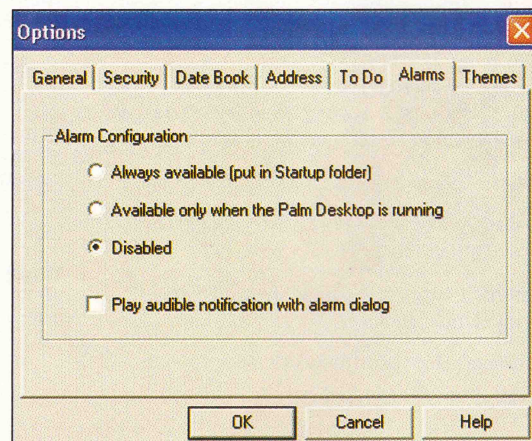 Options
General Security Date Book Address To Do Alarms Themes
Alarm Configuration
Always available (put in Startup folder)
Available only when the Palm Desktop is running
Disabled
Play audible notification with alarm dialog
OK Cancel Help